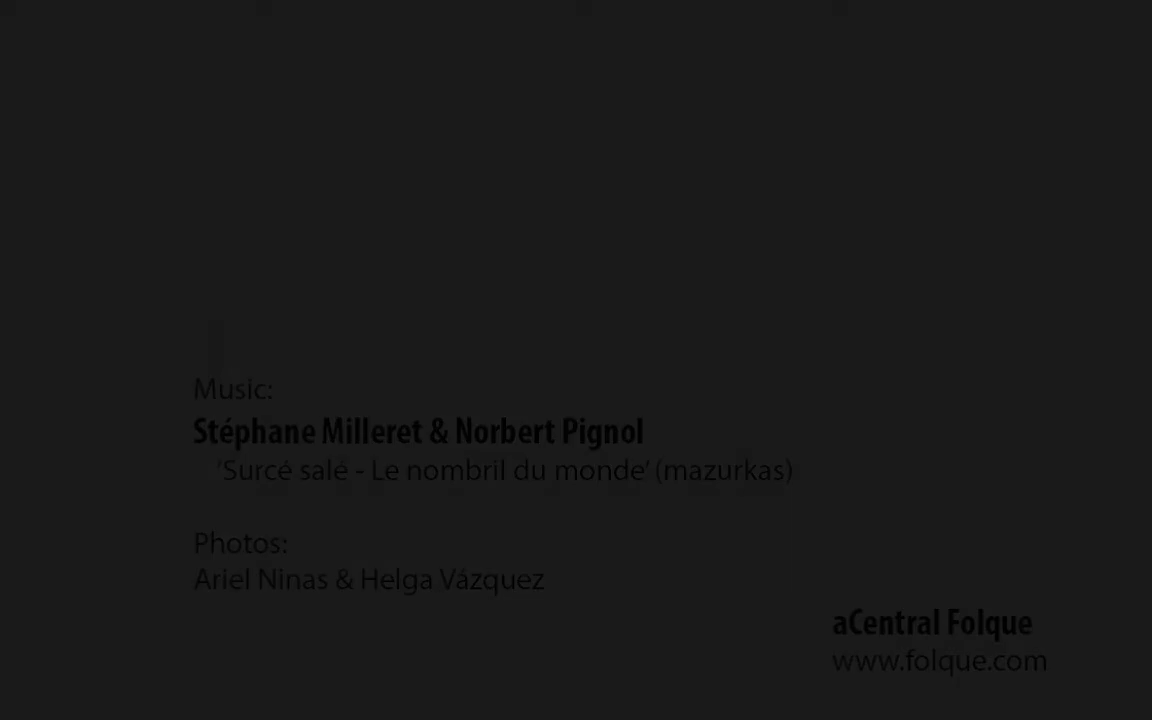 Music:
Stéphane Milleret & Norbert Pignol
'Surcé salé - Le nombril du monde' (mazurkas)
Photos:
Ariel Ninas & Helga Vázquez
aCentral Folque
www.folque.com